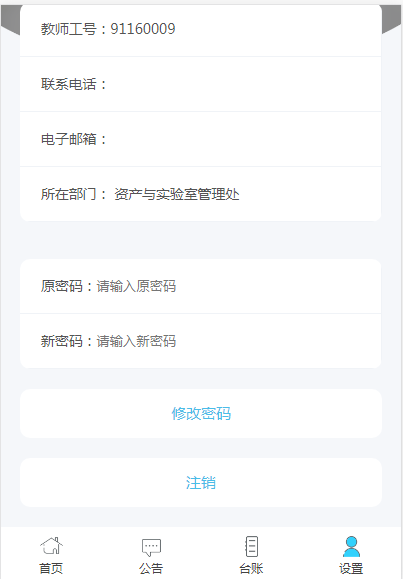 教师工号：91160009
联系电话：
电子邮箱：
所在部门： 资产与实验室管理处
原密码：请输入原密码
新密码：请输入新密码
修改密码
注销
首页 公告 台账 设置